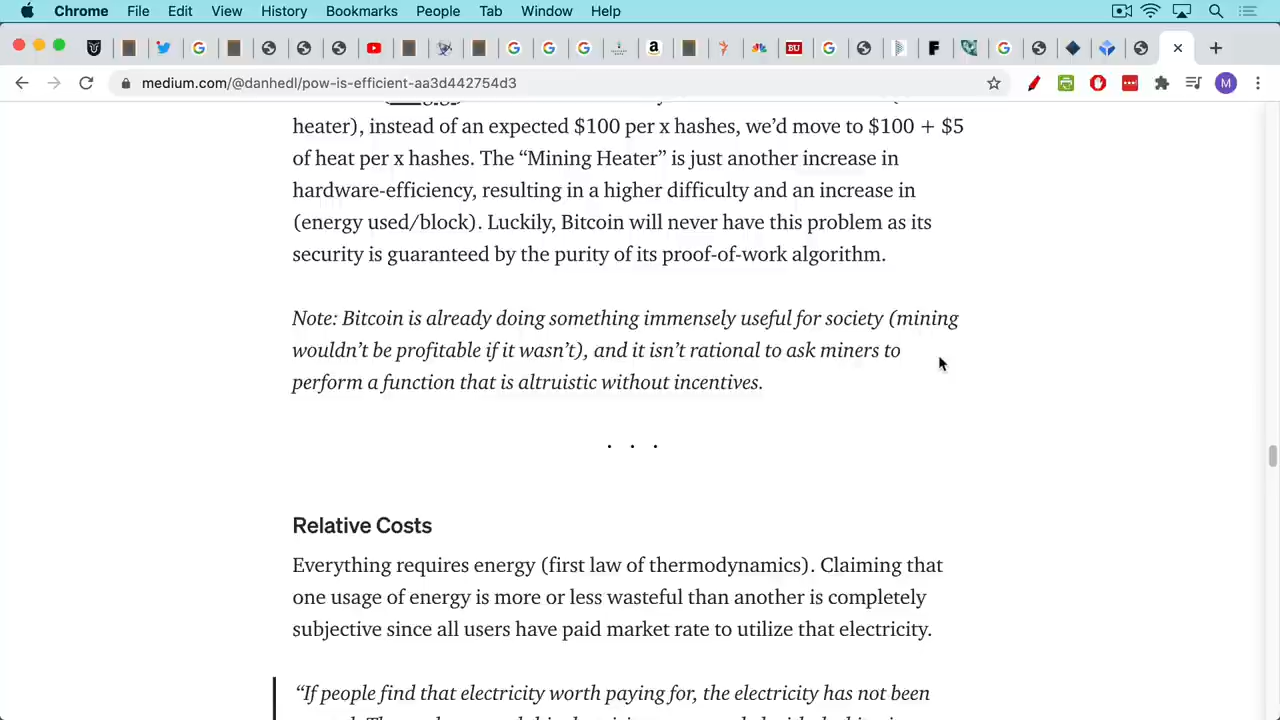 Chrome File Edit View History Bookmarks People Tab Window Help
medium.com/@danhedl/pow-is-efficient-aa3d442754d3
heater), instead of an expected $100 per x hashes, we’d move to $100 + $5
of heat per x hashes. The “Mining Heater” is just another increase in
hardware-efficiency, resulting in a higher difficulty and an increase in
(energy used/block). Luckily, Bitcoin will never have this problem as its
security is guaranteed by the purity of its proof-of-work algorithm.
Note: Bitcoin is already doing something immensely useful for society (mining
wouldn’t be profitable if it wasn’t), and it isn’t rational to ask miners to
perform a function that is altruistic without incentives.
. . .
Relative Costs
Everything requires energy (first law of thermodynamics). Claiming that
one usage of energy is more or less wasteful than another is completely
subjective since all users have paid market rate to utilize that electricity.
“If people find that electricity worth paying for, the electricity has not been